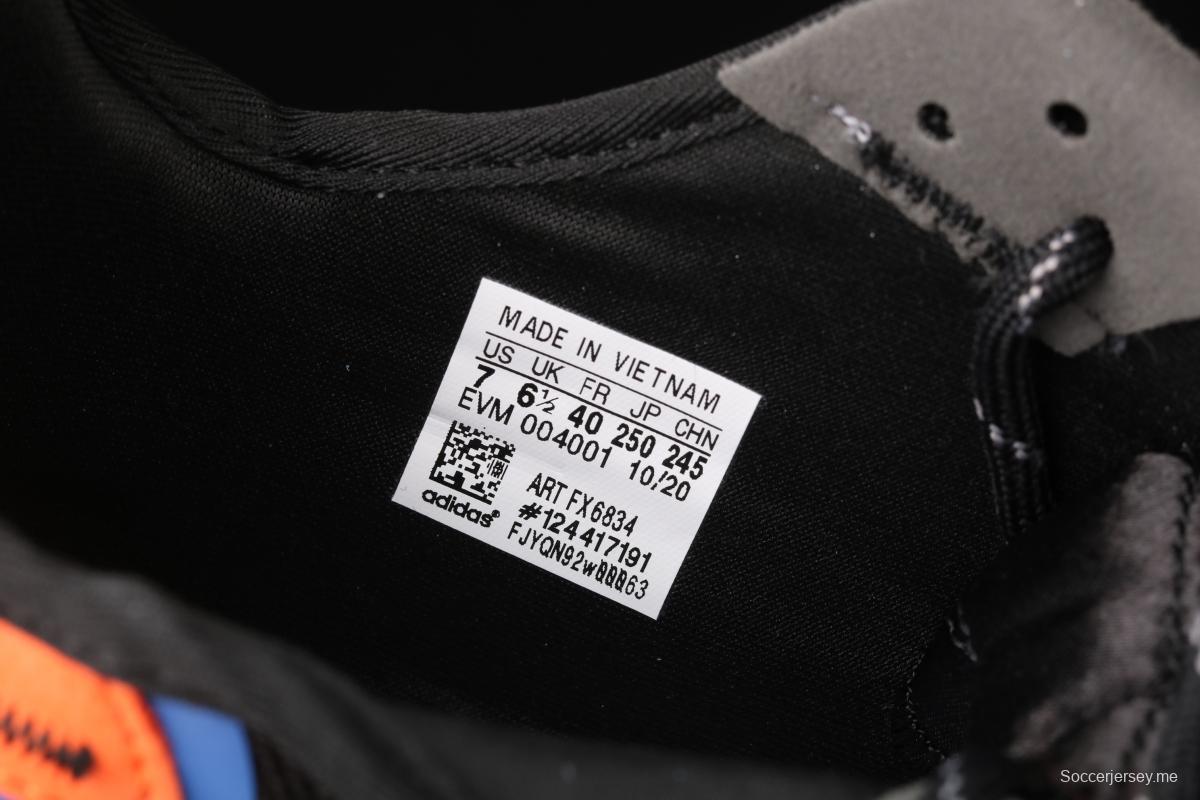 MADE IN VIETNAM
US UK FR JP CHN
7 6½ 40 250 245
EVM 004001 10/20
ART FX6834
#124417191
FJYQN92w00063
adidas®
Soccerjersey.me